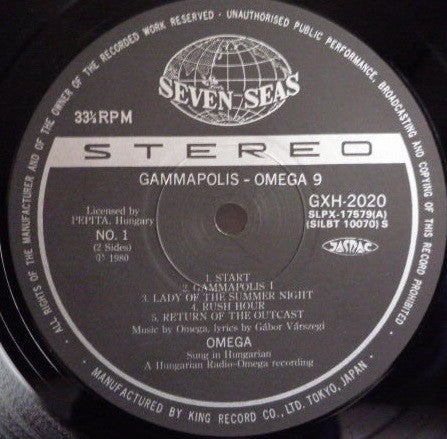 ALL RIGHTS OF THE MANUFACTURER AND OF THE OWNER OF THE RECORDED WORK RESERVED - UNAUTHORISED PUBLIC PERFORMANCE, BROADCASTING AND COPYING OF THIS RECORD PROHIBITED
SEVEN-SEAS
33⅓RPM
STEREO
GAMMAPOLIS - OMEGA 9
Licensed by
PEPITA, Hungary
NO. 1
(2 Sides)
℗ 1980
GXH-2020
SLPX-17579(A)
(SILBT 10070) S
JASRAC
1. START
2. GAMMAPOLIS I
3. LADY OF THE SUMMER NIGHT
4. RUSH HOUR
5. RETURN OF THE OUTCAST
Music by Omega, lyrics by Gábor Várszegi
OMEGA
Sung in Hungarian
A Hungarian Radio-Omega recording
• MANUFACTURED BY KING RECORD CO., LTD. TOKYO, JAPAN •